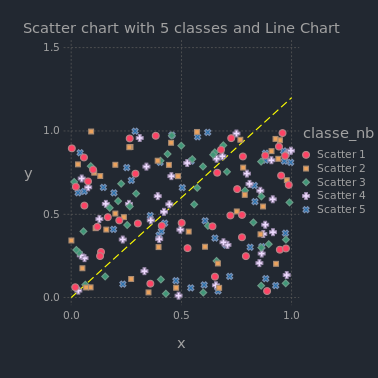 Scatter chart with 5 classes and Line Chart
1.5
1.0
0.5
0.0
y
0.0
0.5
1.0
x
classe_nb
Scatter 1
Scatter 2
Scatter 3
Scatter 4
Scatter 5